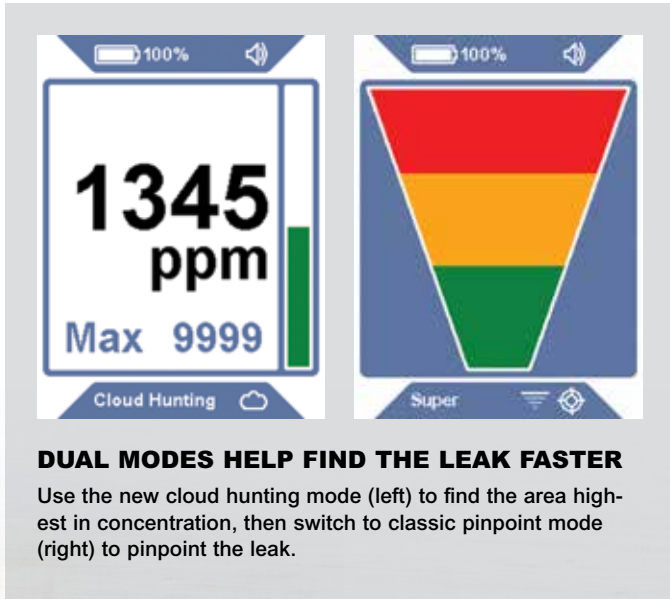 100%
1345
ppm
Max 9999
Cloud Hunting
100%
Super
DUAL MODES HELP FIND THE LEAK FASTER
Use the new cloud hunting mode (left) to find the area high-
est in concentration, then switch to classic pinpoint mode
(right) to pinpoint the leak.